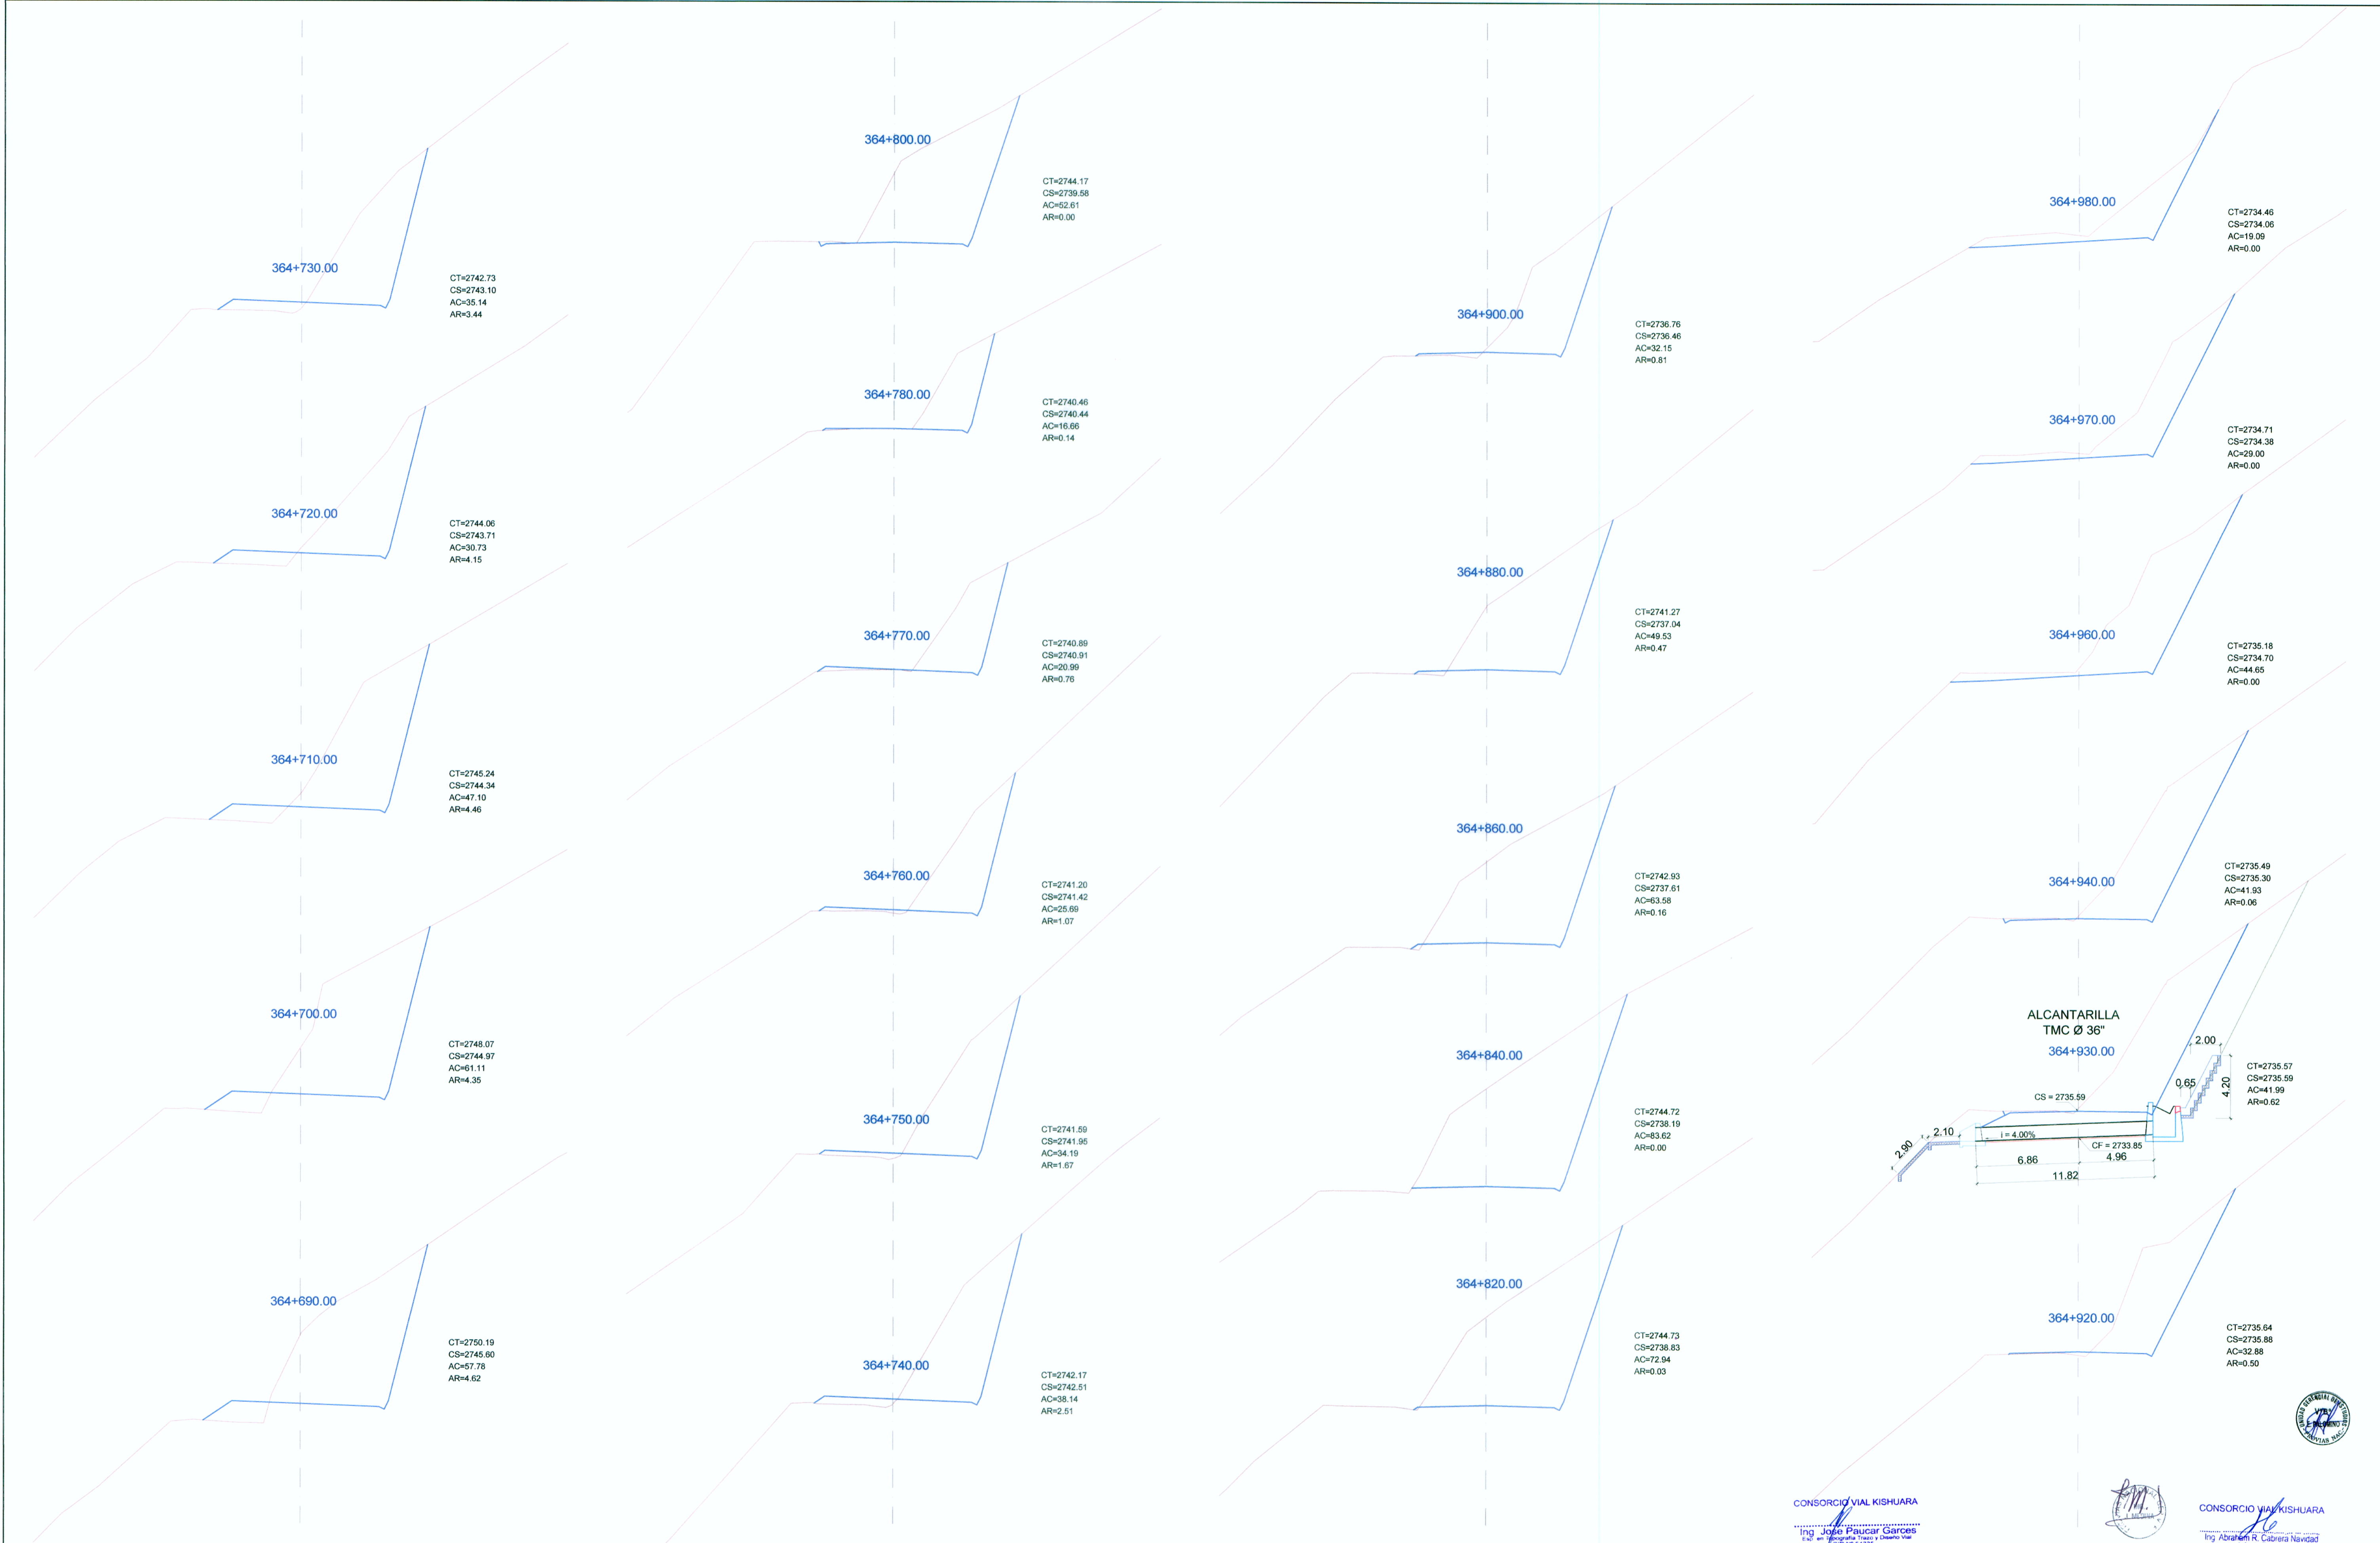 364+730.00
CT=2742.73
CS=2743.10
AC=35.14
AR=3.44
364+720.00
CT=2744.06
CS=2743.71
AC=30.73
AR=4.15
364+710.00
CT=2745.24
CS=2744.34
AC=47.10
AR=4.46
364+700.00
CT=2748.07
CS=2744.97
AC=61.11
AR=4.35
364+690.00
CT=2750.19
CS=2745.60
AC=57.78
AR=4.62
364+800.00
CT=2744.17
CS=2739.58
AC=52.61
AR=0.00
364+780.00
CT=2740.46
CS=2740.44
AC=16.66
AR=0.14
364+770.00
CT=2740.89
CS=2740.91
AC=20.99
AR=0.76
364+760.00
CT=2741.20
CS=2741.42
AC=25.69
AR=1.07
364+750.00
CT=2741.59
CS=2741.95
AC=34.19
AR=1.67
364+740.00
CT=2742.17
CS=2742.51
AC=38.14
AR=2.51
364+900.00
CT=2736.76
CS=2736.46
AC=32.15
AR=0.81
364+880.00
CT=2741.27
CS=2737.04
AC=49.53
AR=0.47
364+860.00
CT=2742.93
CS=2737.61
AC=63.58
AR=0.16
364+840.00
CT=2744.72
CS=2738.19
AC=83.62
AR=0.00
364+820.00
CT=2744.73
CS=2738.83
AC=72.94
AR=0.03
364+980.00
CT=2734.46
CS=2734.06
AC=19.09
AR=0.00
364+970.00
CT=2734.71
CS=2734.38
AC=29.00
AR=0.00
364+960.00
CT=2735.18
CS=2734.70
AC=44.65
AR=0.00
364+940.00
CT=2735.49
CS=2735.30
AC=41.93
AR=0.06
ALCANTARILLA
TMC Ø 36"
364+930.00
2.00
0.65
4.20
CT=2735.57
CS=2735.59
AC=41.99
AR=0.62
CS = 2735.59
2.90
2.10
i = 4.00%
CF = 2733.85
6.86
4.96
11.82
364+920.00
CT=2735.64
CS=2735.88
AC=32.88
AR=0.50
UNIDAD GERENCIAL DE ESTUDIOS
VºBº
PROVIAS NAC.
CONSORCIO VIAL KISHUARA
Ing. José Paucar Garces
Esp. en Topografía Trazo y Diseño Vial
CONSORCIO VIAL KISHUARA
Ing. Abraham R. Cabrera Navidad